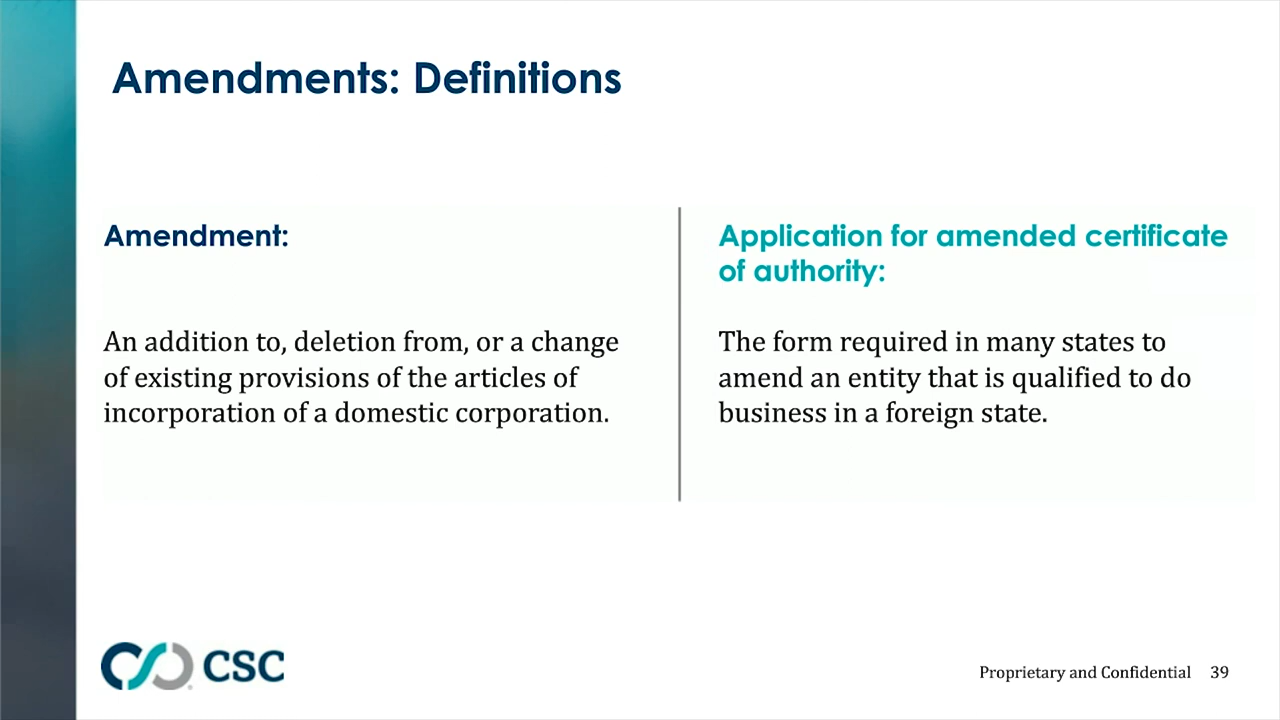 Amendments: Definitions
Amendment:
An addition to, deletion from, or a change
of existing provisions of the articles of
incorporation of a domestic corporation.
Application for amended certificate
of authority:
The form required in many states to
amend an entity that is qualified to do
business in a foreign state.
CSC
Proprietary and Confidential 39